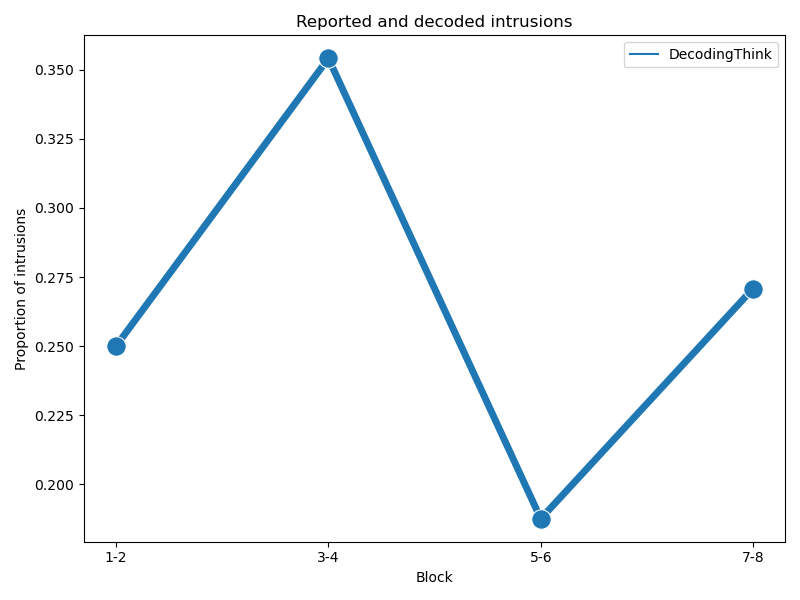 Reported and decoded intrusions
DecodingThink
0.350
0.325
0.300
0.275
0.250
0.225
0.200
Proportion of intrusions
1-2
3-4
5-6
7-8
Block